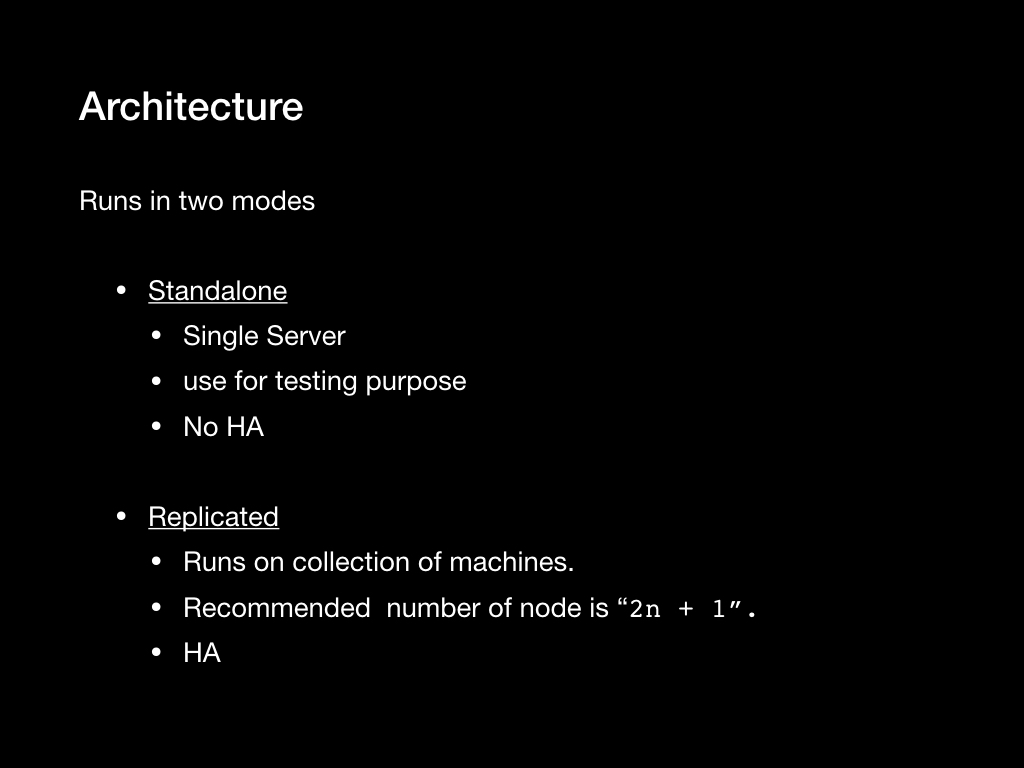 Architecture
Runs in two modes
• Standalone
• Single Server
• use for testing purpose
• No HA
• Replicated
• Runs on collection of machines.
• Recommended  number of node is “2n + 1”.
• HA